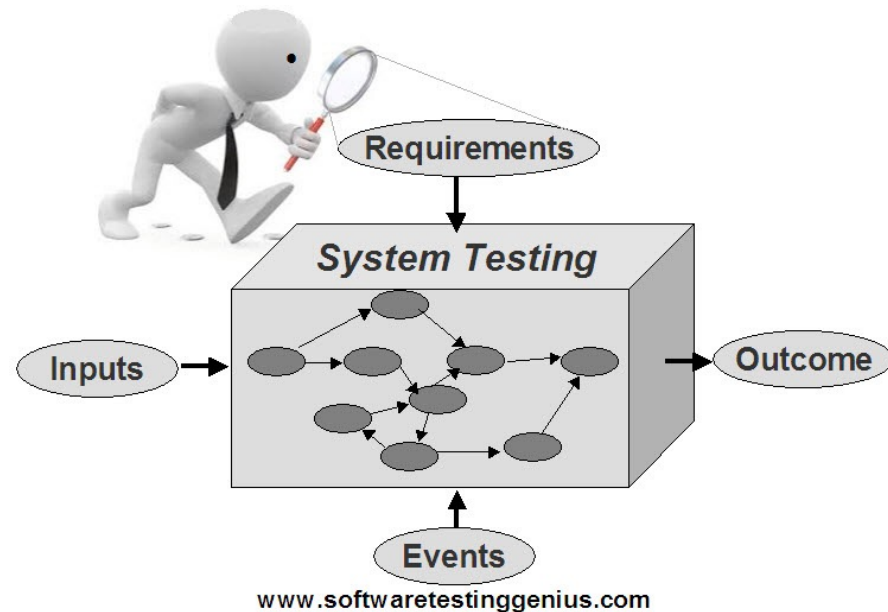 Requirements
System Testing
Inputs
Outcome
Events
www.softwaretestinggenius.com